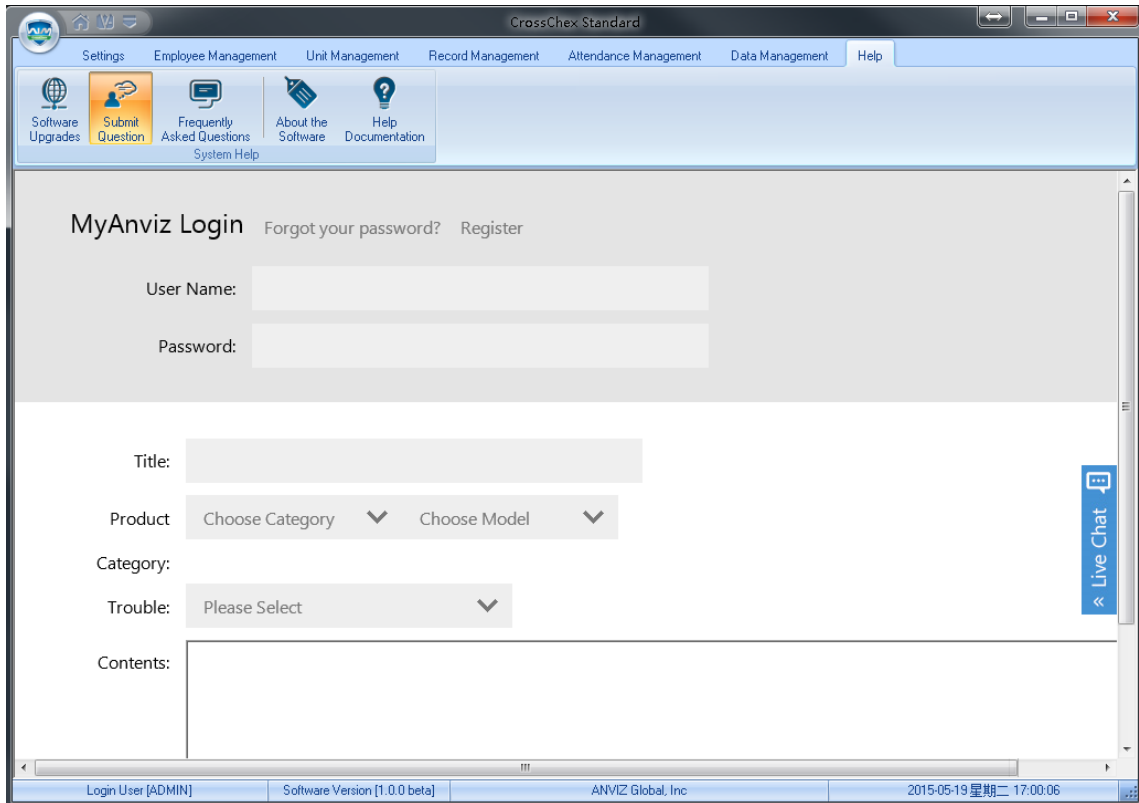 CrossChex Standard
Settings Employee Management Unit Management Record Management Attendance Management Data Management Help
Software Upgrades
Submit Question
Frequently Asked Questions
About the Software
Help Documentation
System Help
MyAnviz Login Forgot your password? Register
User Name:
Password:
Title:
Product Choose Category Choose Model
Category:
Trouble: Please Select
Contents:
« Live Chat
Login User [ADMIN] Software Version [1.0.0 beta] ANVIZ Global, Inc 2015-05-19 星期二 17:00:06